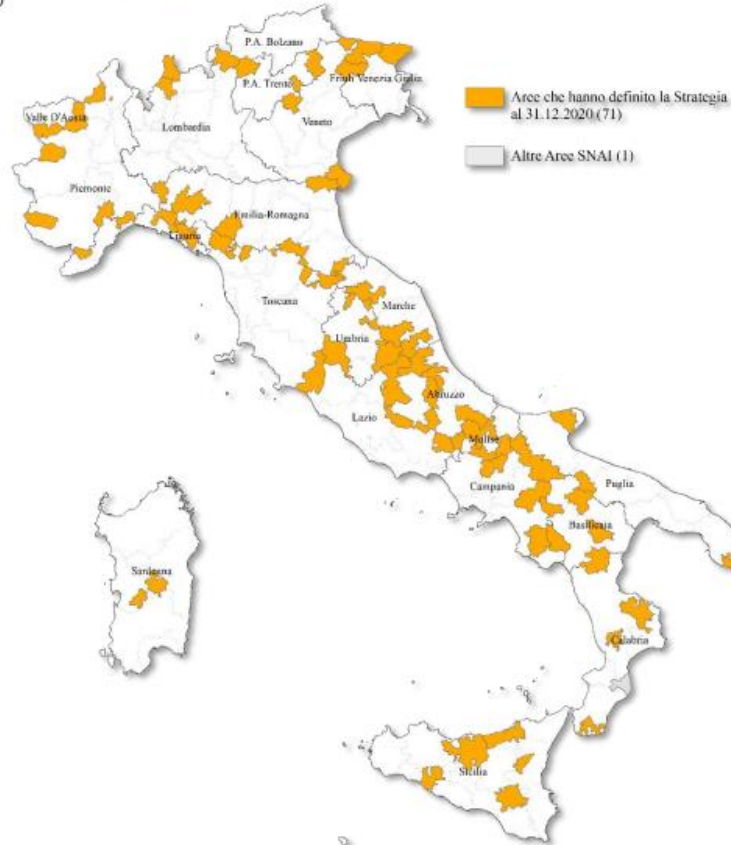 P.A. Bolzano
P.A. Trento
Friuli Venezia Giulia
Valle D'Aosta
Lombardia
Veneto
Aree che hanno definito la Strategia
al 31.12.2020 (71)
Altre Aree SNAI (1)
Piemonte
Emilia-Romagna
Liguria
Toscana
Marche
Umbria
Abruzzo
Lazio
Molise
Campania
Puglia
Basilicata
Sardegna
Calabria
Sicilia